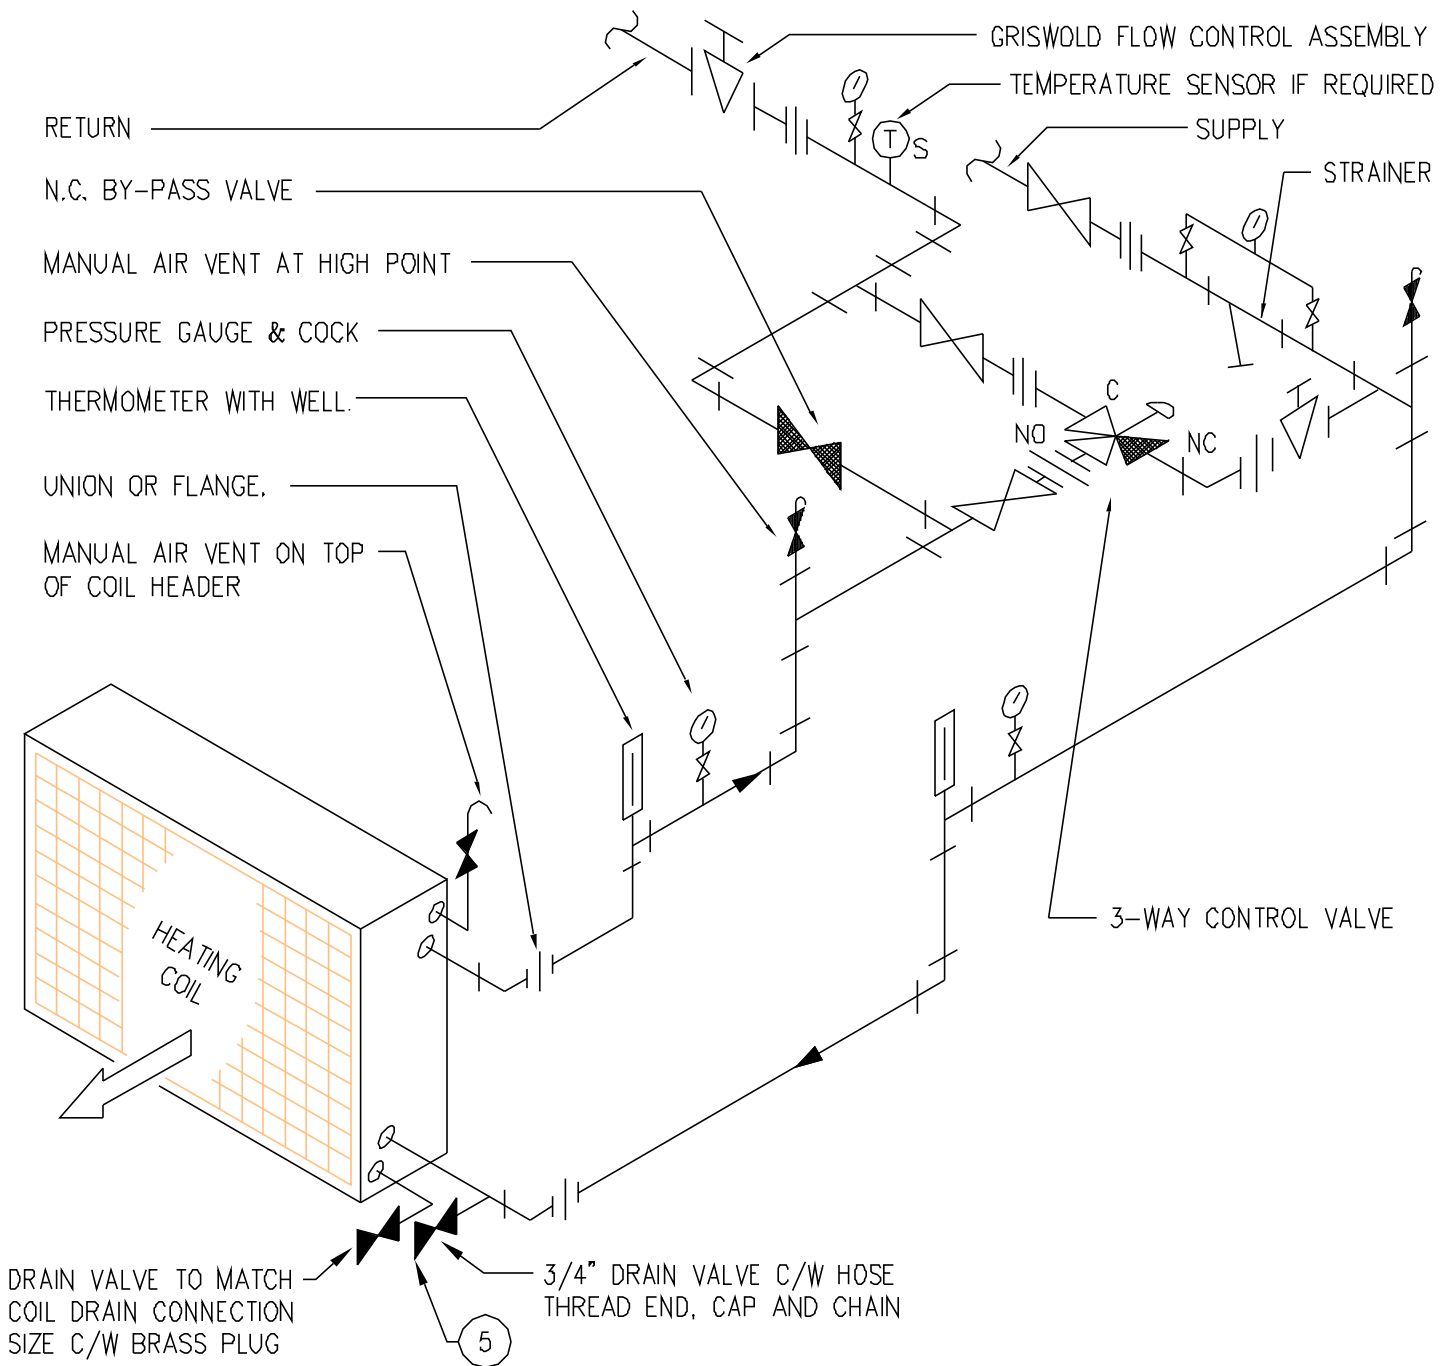 GRISWOLD FLOW CONTROL ASSEMBLY
TEMPERATURE SENSOR IF REQUIRED
RETURN
T
S
SUPPLY
STRAINER
N.C. BY-PASS VALVE
MANUAL AIR VENT AT HIGH POINT
PRESSURE GAUGE & COCK
THERMOMETER WITH WELL.
C
NO
NC
UNION OR FLANGE.
MANUAL AIR VENT ON TOP
OF COIL HEADER
3-WAY CONTROL VALVE
HEATING
COIL
DRAIN VALVE TO MATCH
COIL DRAIN CONNECTION
SIZE C/W BRASS PLUG
3/4" DRAIN VALVE C/W HOSE
THREAD END, CAP AND CHAIN
5